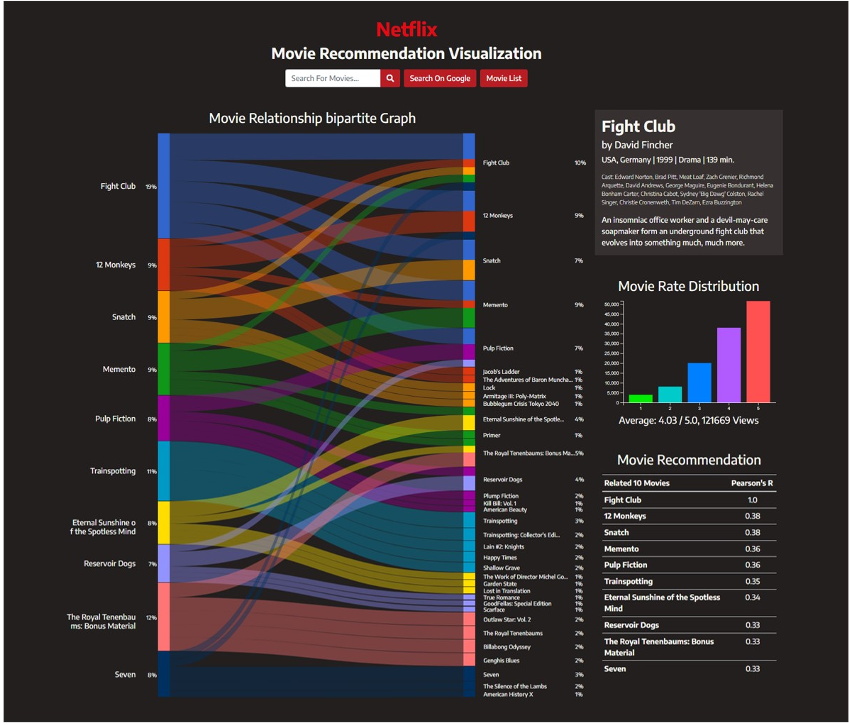 Netflix
Movie Recommendation Visualization
Search For Movies...
Search On Google
Movie List
Movie Relationship bipartite Graph
Fight Club
19%
12 Monkeys
9%
Snatch
9%
Memento
9%
Pulp Fiction
8%
Trainspotting
11%
Eternal Sunshine o
f the Spotless Mind
8%
Reservoir Dogs
7%
The Royal Tenenbau
ms: Bonus Material
12%
Seven
8%
Fight Club 10%
12 Monkeys 9%
Snatch 7%
Memento 9%
Pulp Fiction 7%
Jacob's Ladder 1%
The Adventures of Baron Muncha... 1%
Lock 1%
Armitage III: Poly-Matrix 1%
Bubblegum Crisis Tokyo 2040 1%
Eternal Sunshine of the Spotle... 4%
Primer 1%
The Royal Tenenbaums: Bonus Ma... 5%
Reservoir Dogs 4%
Plump Fiction 2%
Kill Bill: Vol. 1 1%
American Beauty 1%
Trainspotting 3%
Trainspotting: Collector's Edi... 2%
Lain #2: Knights 2%
Happy Times 2%
Shallow Grave 2%
The Work of Director Michel Go... 1%
Garden State 1%
Lost in Translation 1%
True Romance 1%
GoodFellas: Special Edition 1%
Scarface 1%
Outlaw Star: Vol. 2 2%
The Royal Tenenbaums 2%
Billabong Odyssey 2%
Genghis Blues 2%
Seven 3%
The Silence of the Lambs 2%
American History X 1%
Fight Club
by David Fincher
USA, Germany | 1999 | Drama | 139 min.
Cast: Edward Norton, Brad Pitt, Meat Loaf, Zach Grenier, Richmond
Arquette, David Andrews, George Maguire, Eugenie Bondurant, Helena
Bonham Carter, Christina Cabot, Sydney "Big Dawg" Colston, Rachel
Singer, Christie Cronenweth, Tim DeZarn, Ezra Buzzington
An insomniac office worker and a devil-may-care
soapmaker form an underground fight club that
evolves into something much, much more.
Movie Rate Distribution
50,000
45,000
40,000
35,000
30,000
25,000
20,000
15,000
10,000
5,000
0
1 2 3 4 5
Average: 4.03 / 5.0, 121669 Views
Movie Recommendation
Related 10 Movies Pearson's R
Fight Club 1.0
12 Monkeys 0.38
Snatch 0.38
Memento 0.36
Pulp Fiction 0.36
Trainspotting 0.35
Eternal Sunshine of the Spotless
Mind 0.34
Reservoir Dogs 0.33
The Royal Tenenbaums: Bonus
Material 0.33
Seven 0.33